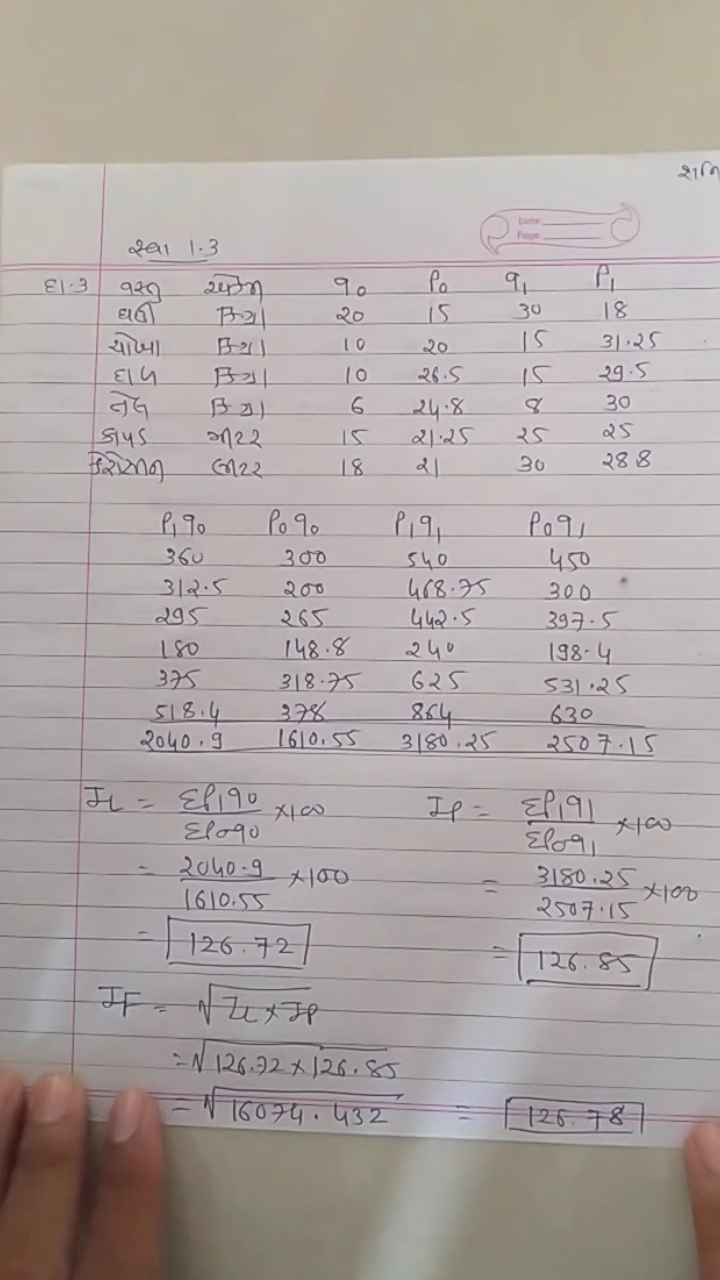 Date
Page
સ્વા 1.3
દા.3 વસ્તુ એકમ q0 P0 q1 P1
ઘઉં કિગ્રા 20 15 30 18
ચોખા કિગ્રા 10 20 15 31.25
દાળ કિગ્રા 10 26.5 15 29.5
તેલ કિગ્રા 6 24.8 8 30
કાપડ મીટર 15 21.25 25 25
કેરોસીન લીટર 18 21 30 28.8
P1q0 P0q0 P1q1 P0q1
360 300 540 450
312.5 200 468.75 300
295 265 442.5 397.5
180 148.8 240 198.4
375 318.75 625 531.25
518.4 378 864 630
2040.9 1610.55 3180.25 2507.15
IL = ΣP1q0/ΣP0q0 ×100 IP = ΣP1q1/ΣP0q1 ×100
= 2040.9/1610.55 ×100 = 3180.25/2507.15 ×100
= 126.72 = 126.85
IF = √IL × IP
= √126.72 × 126.85
= √16074.432 = 126.78